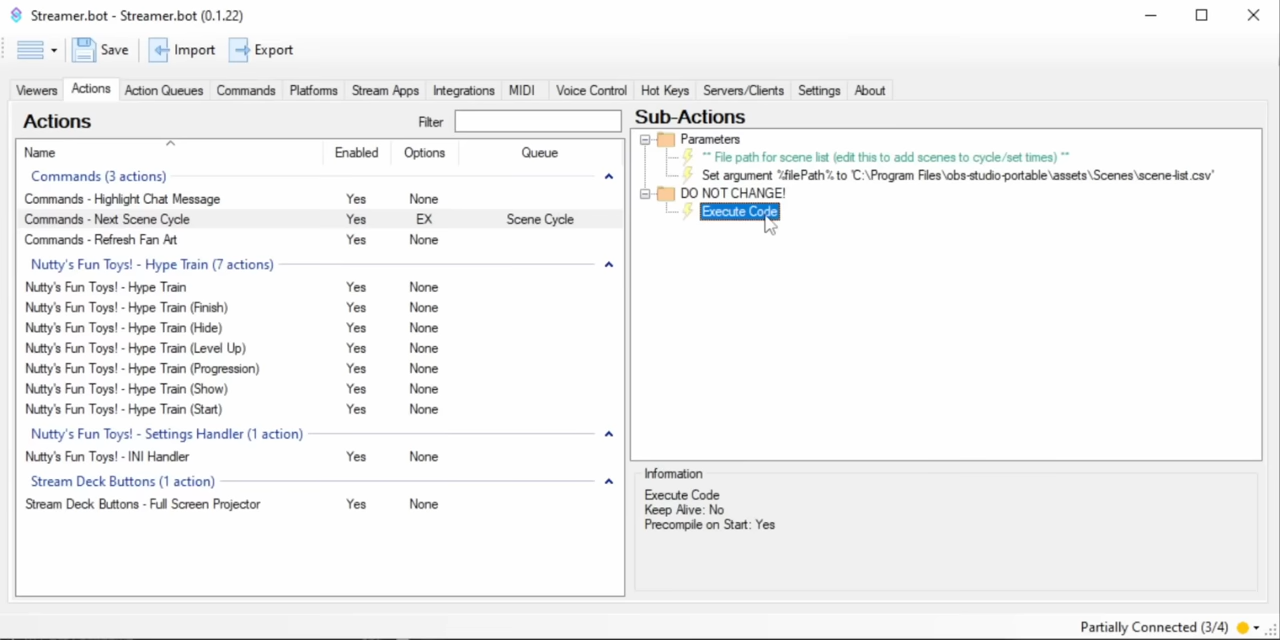 Streamer.bot - Streamer.bot (0.1.22)
Save Import Export
Viewers Actions Action Queues Commands Platforms Stream Apps Integrations MIDI Voice Control Hot Keys Servers/Clients Settings About
Actions
Filter
Name Enabled Options Queue
Commands (3 actions)
Commands - Highlight Chat Message Yes None
Commands - Next Scene Cycle Yes EX Scene Cycle
Commands - Refresh Fan Art Yes None
Nutty's Fun Toys! - Hype Train (7 actions)
Nutty's Fun Toys! - Hype Train Yes None
Nutty's Fun Toys! - Hype Train (Finish) Yes None
Nutty's Fun Toys! - Hype Train (Hide) Yes None
Nutty's Fun Toys! - Hype Train (Level Up) Yes None
Nutty's Fun Toys! - Hype Train (Progression) Yes None
Nutty's Fun Toys! - Hype Train (Show) Yes None
Nutty's Fun Toys! - Hype Train (Start) Yes None
Nutty's Fun Toys! - Settings Handler (1 action)
Nutty's Fun Toys! - INI Handler Yes None
Stream Deck Buttons (1 action)
Stream Deck Buttons - Full Screen Projector Yes None
Sub-Actions
Parameters
** File path for scene list (edit this to add scenes to cycle/set times) **
Set argument %filePath% to 'C:\Program Files\obs-studio-portable\assets\Scenes\scene-list.csv'
DO NOT CHANGE!
Execute Code
Information
Execute Code
Keep Alive: No
Precompile on Start: Yes
Partially Connected (3/4)